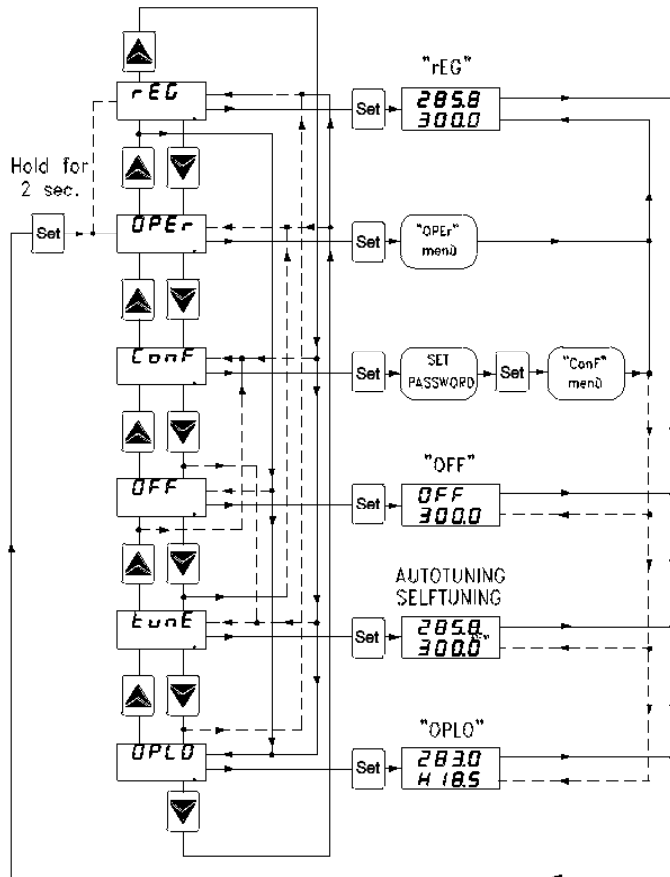 "rEG"
rEG
Set
285.8
300.0
Hold for
2 sec.
Set
OPEr
Set
"OPEr"
menù
ConF
Set
SET
PASSWORD
Set
"ConF"
menù
"OFF"
OFF
Set
OFF
300.0
AUTOTUNING
SELFTUNING
tunE
Set
285.8
300.0
"OPLO"
OPLO
Set
283.0
H 18.5